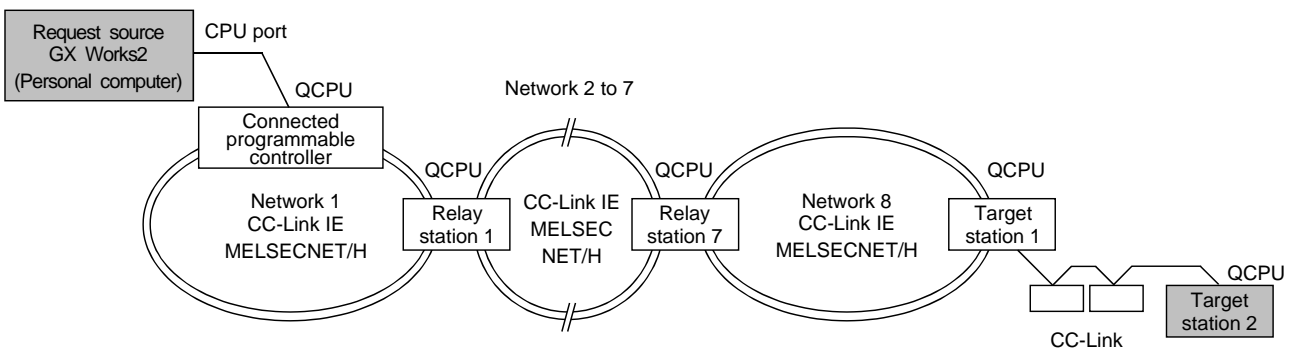 Request source
GX Works2
(Personal computer)
CPU port
QCPU
Connected
programmable
controller
Network 1
CC-Link IE
MELSECNET/H
QCPU
Relay
station 1
Network 2 to 7
CC-Link IE
MELSEC
NET/H
QCPU
Relay
station 7
Network 8
CC-Link IE
MELSECNET/H
QCPU
Target
station 1
CC-Link
QCPU
Target
station 2